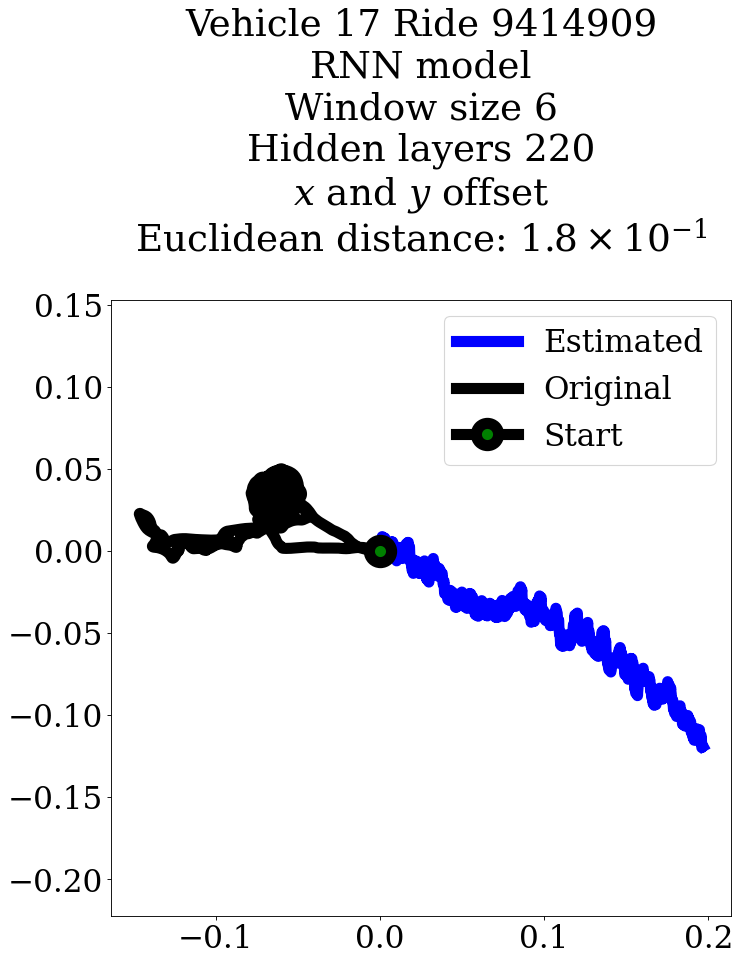 Vehicle 17 Ride 9414909
RNN model
Window size 6
Hidden layers 220
x and y offset
Euclidean distance: 1.8 × 10⁻¹
Estimated
Original
Start
0.15
0.10
0.05
0.00
−0.05
−0.10
−0.15
−0.20
−0.1 0.0 0.1 0.2